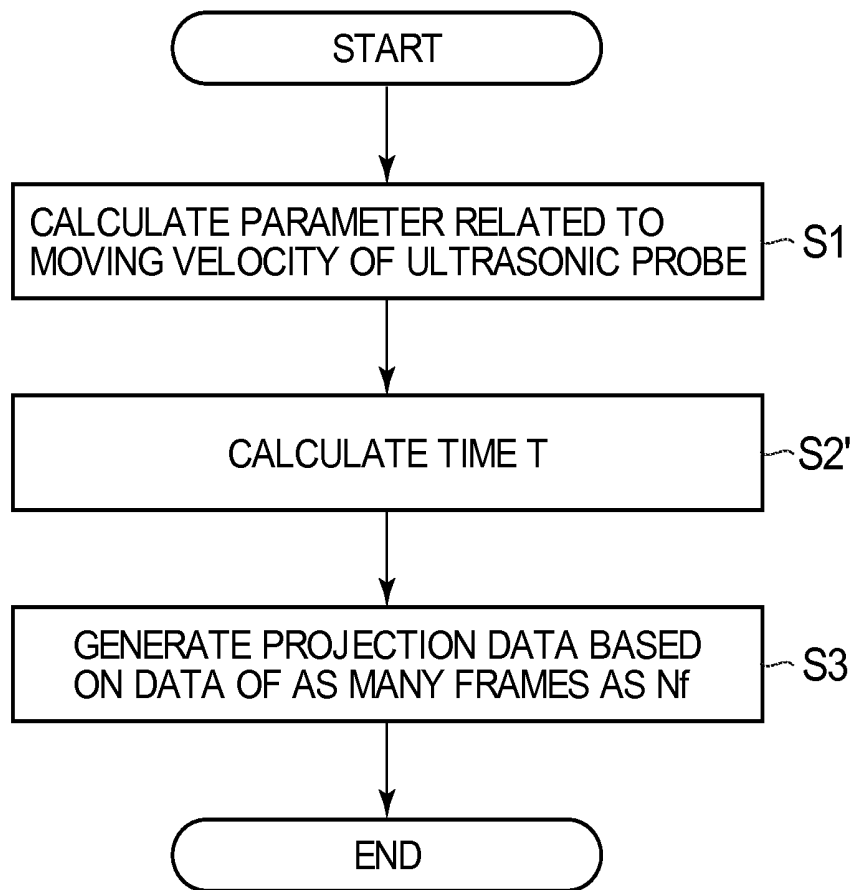 START
CALCULATE PARAMETER RELATED TO
MOVING VELOCITY OF ULTRASONIC PROBE
S1
CALCULATE TIME T
S2'
GENERATE PROJECTION DATA BASED
ON DATA OF AS MANY FRAMES AS Nf
S3
END